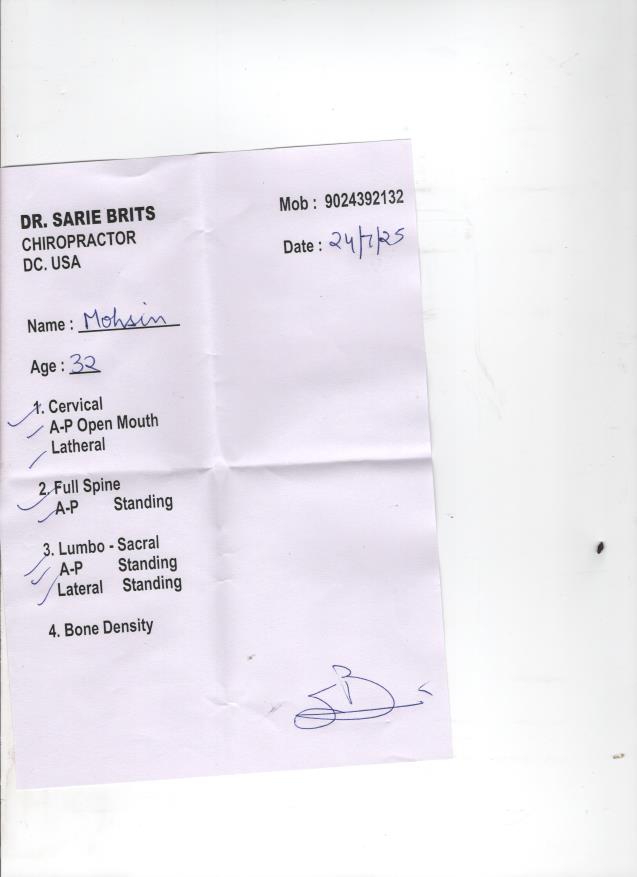 DR. SARIE BRITS
CHIROPRACTOR
DC. USA
Mob : 9024392132
Date : 24/7/25
Name : Mohsin
Age : 32
1. Cervical
A-P Open Mouth
Latheral
2. Full Spine
A-P Standing
3. Lumbo - Sacral
A-P Standing
Lateral Standing
4. Bone Density